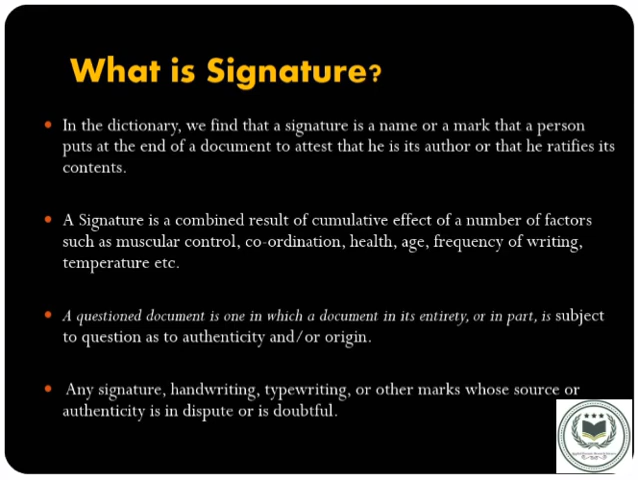 What is Signature?
In the dictionary, we find that a signature is a name or a mark that a person
puts at the end of a document to attest that he is its author or that he ratifies its
contents.
A Signature is a combined result of cumulative effect of a number of factors
such as muscular control, co-ordination, health, age, frequency of writing,
temperature etc.
A questioned document is one in which a document in its entirety, or in part, is subject
to question as to authenticity and/or origin.
Any signature, handwriting, typewriting, or other marks whose source or
authenticity is in dispute or is doubtful.